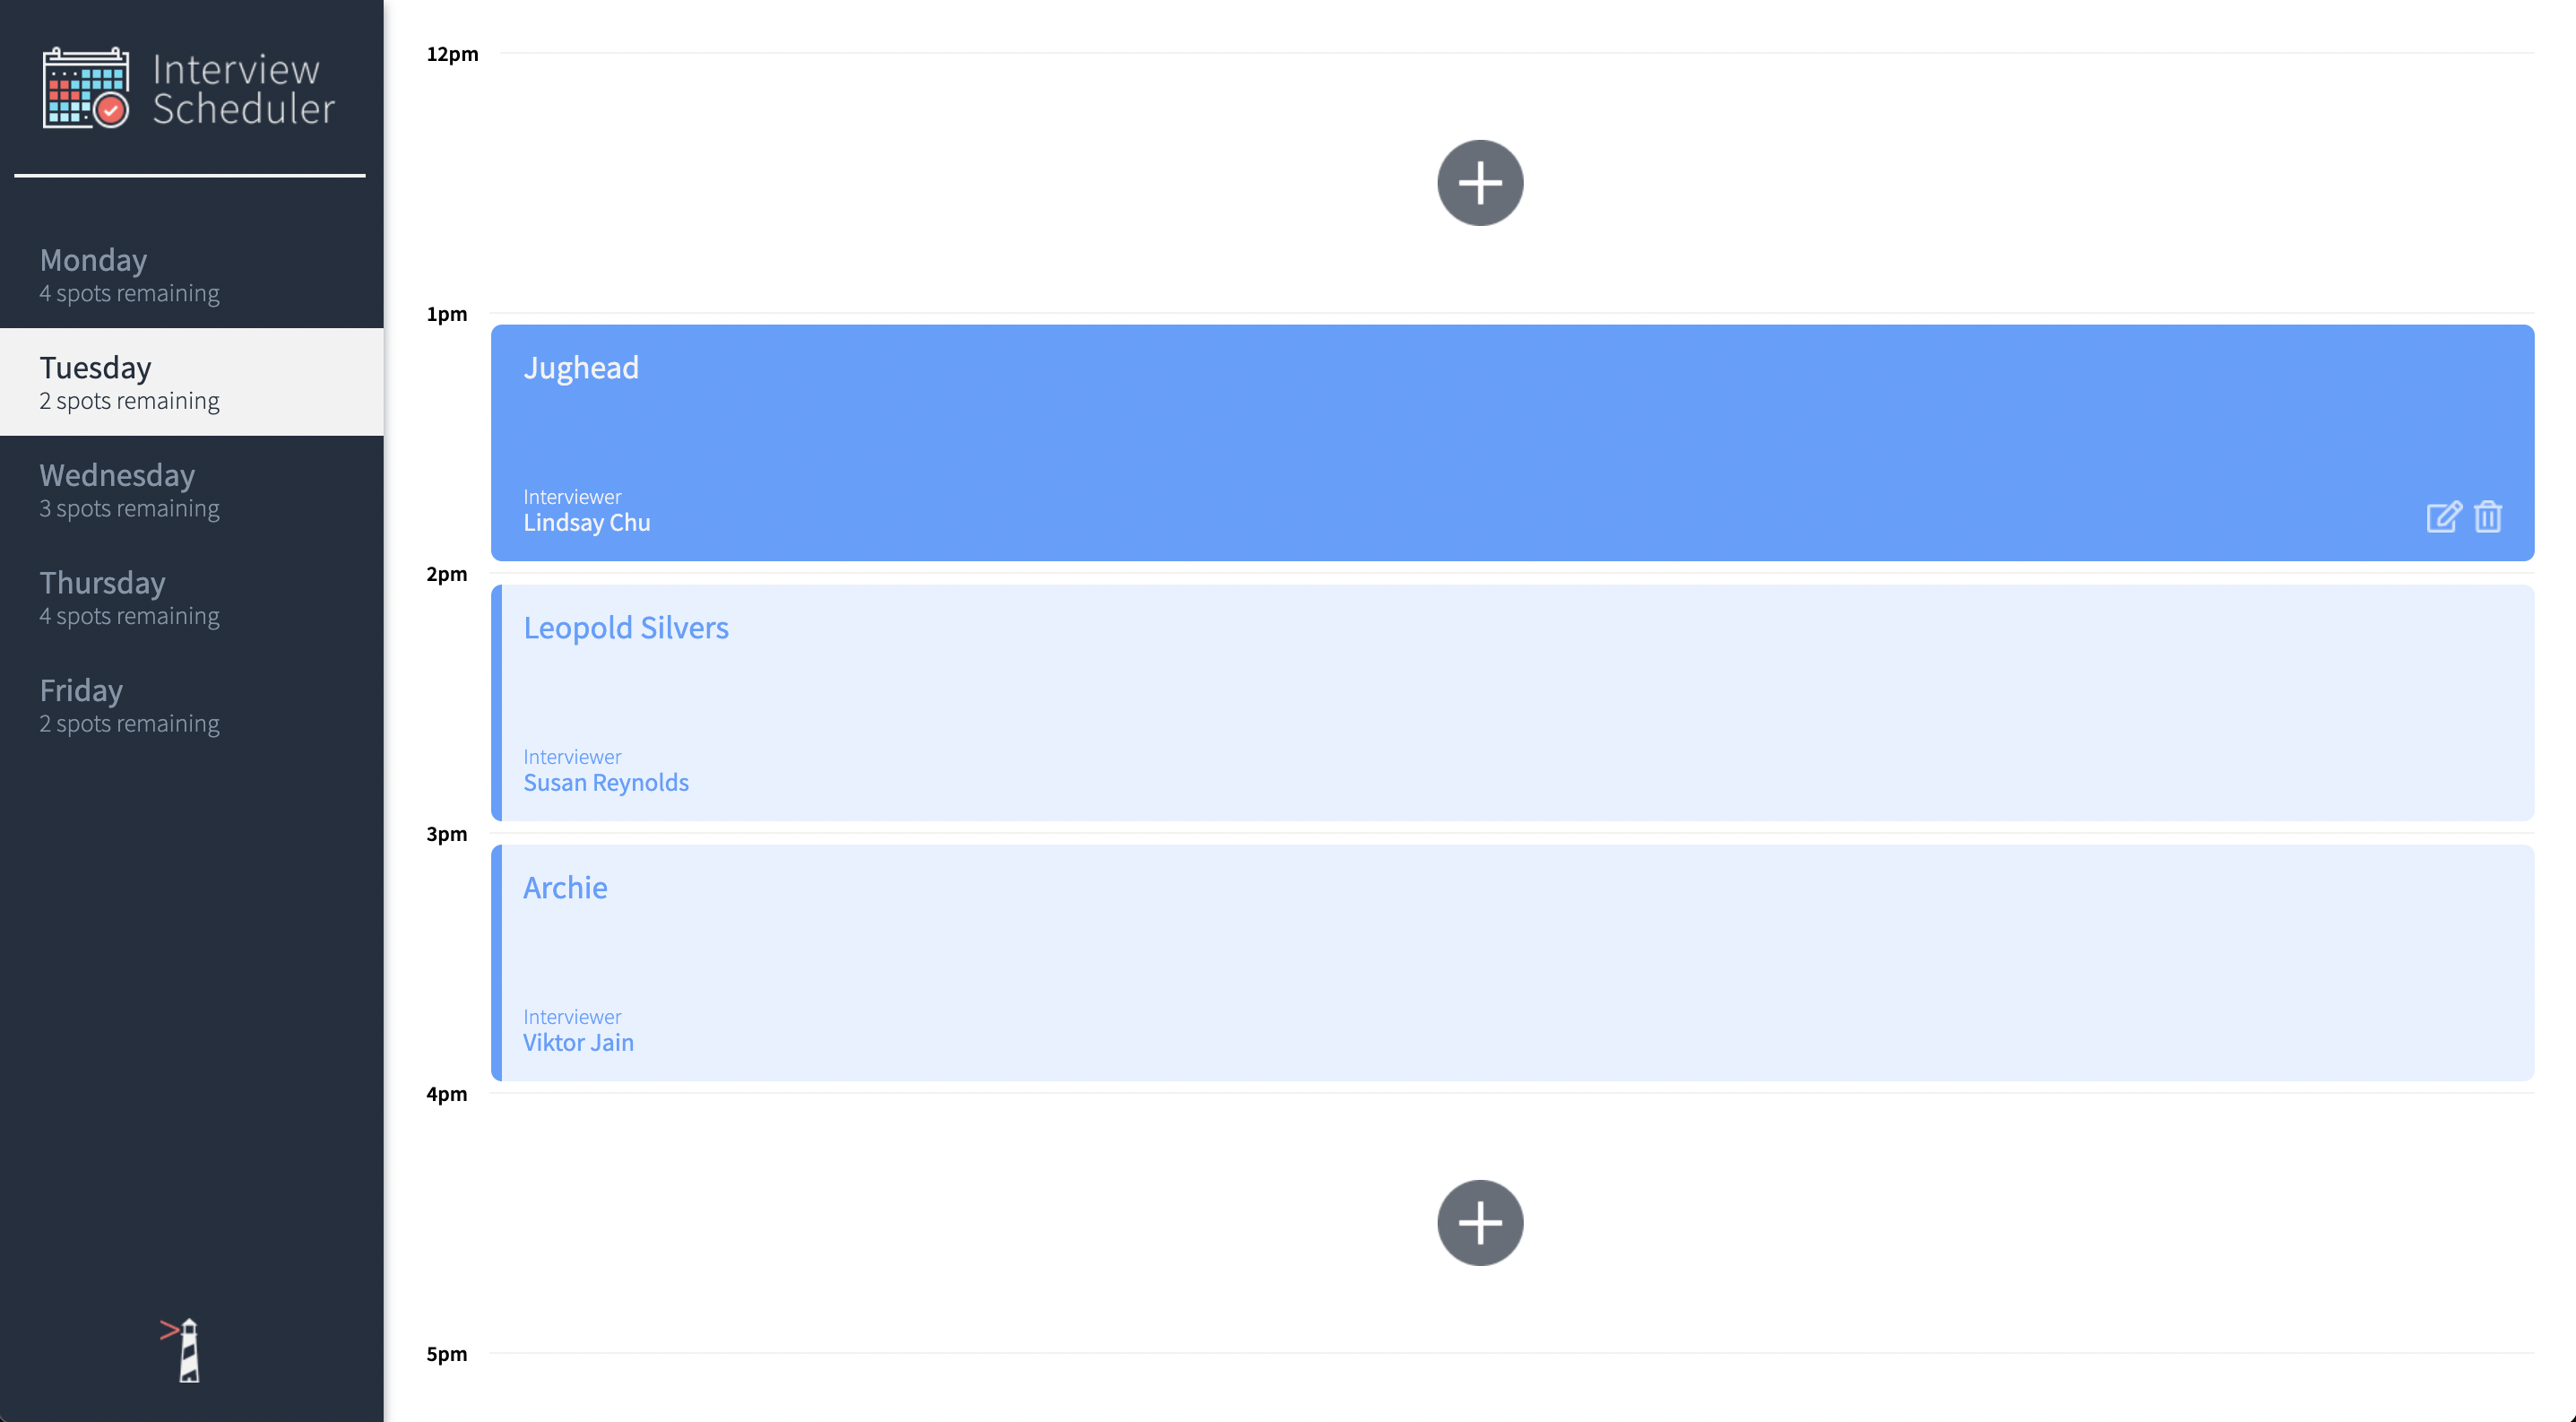 Interview
Scheduler
Monday
4 spots remaining
Tuesday
2 spots remaining
Wednesday
3 spots remaining
Thursday
4 spots remaining
Friday
2 spots remaining
12pm
1pm
Jughead
Interviewer
Lindsay Chu
2pm
Leopold Silvers
Interviewer
Susan Reynolds
3pm
Archie
Interviewer
Viktor Jain
4pm
5pm